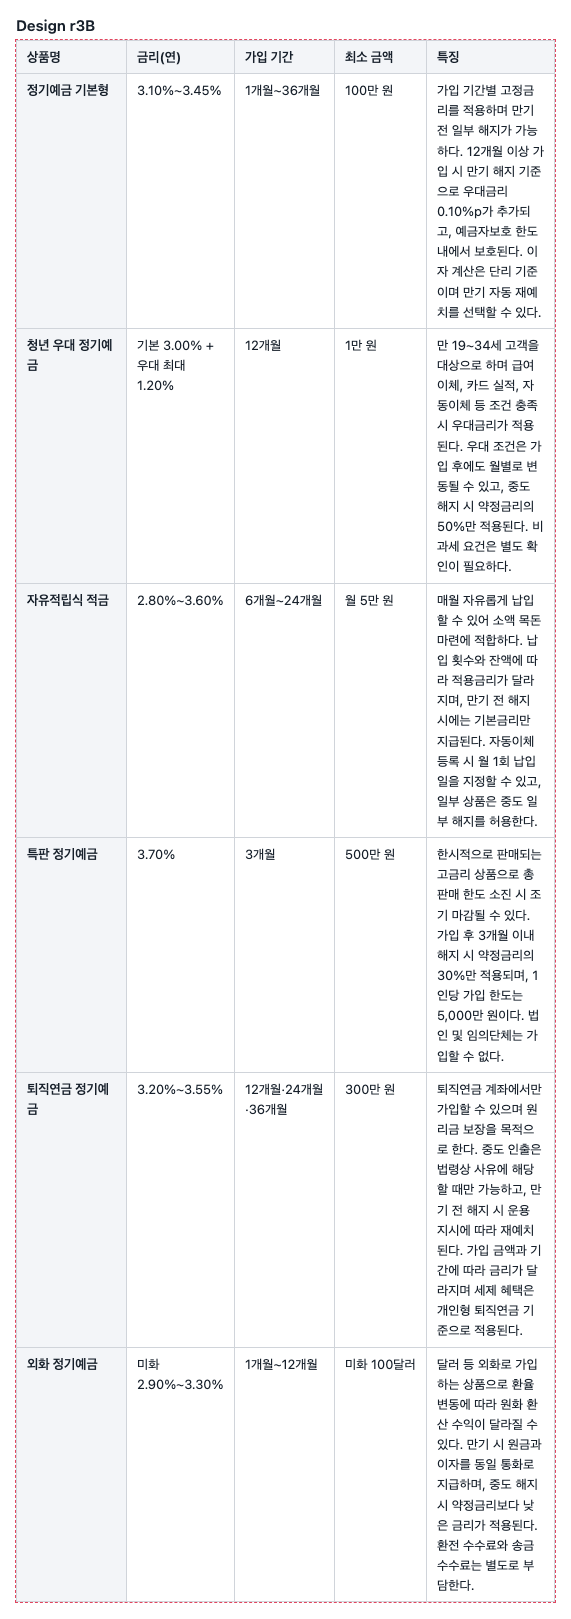 Design r3B
상품명 금리(연) 가입 기간 최소 금액 특징
정기예금 기본형 3.10%~3.45% 1개월~36개월 100만 원 가입 기간별 고정금
리를 적용하며 만기
전 일부 해지가 가능
하다. 12개월 이상 가
입 시 만기 해지 기준
으로 우대금리
0.10%p가 추가되
고, 예금자보호 한도
내에서 보호된다. 이
자 계산은 단리 기준
이며 만기 자동 재예
치를 선택할 수 있다.
청년 우대 정기예
금
기본 3.00% +
우대 최대
1.20%
12개월
1만 원
만 19~34세 고객을
대상으로 하며 급여
이체, 카드 실적, 자
동이체 등 조건 충족
시 우대금리가 적용
된다. 우대 조건은 가
입 후에도 월별로 변
동될 수 있고, 중도
해지 시 약정금리의
50%만 적용된다. 비
과세 요건은 별도 확
인이 필요하다.
자유적립식 적금 2.80%~3.60% 6개월~24개월 월 5만 원 매월 자유롭게 납입
할 수 있어 소액 목돈
마련에 적합하다. 납
입 횟수와 잔액에 따
라 적용금리가 달라
지며, 만기 전 해지
시에는 기본금리만
지급된다. 자동이체
등록 시 월 1회 납입
일을 지정할 수 있고,
일부 상품은 중도 일
부 해지를 허용한다.
특판 정기예금 3.70% 3개월 500만 원 한시적으로 판매되는
고금리 상품으로 총
판매 한도 소진 시 조
기 마감될 수 있다.
가입 후 3개월 이내
해지 시 약정금리의
30%만 적용되며, 1
인당 가입 한도는
5,000만 원이다. 법
인 및 임의단체는 가
입할 수 없다.
퇴직연금 정기예
금
3.20%~3.55%
12개월·24개월
·36개월
300만 원
퇴직연금 계좌에서만
가입할 수 있으며 원
리금 보장을 목적으
로 한다. 중도 인출은
법령상 사유에 해당
할 때만 가능하고, 만
기 전 해지 시 운용
지시에 따라 재예치
된다. 가입 금액과 기
간에 따라 금리가 달
라지며 세제 혜택은
개인형 퇴직연금 기
준으로 적용된다.
외화 정기예금
미화
2.90%~3.30%
1개월~12개월
미화 100달러
달러 등 외화로 가입
하는 상품으로 환율
변동에 따라 원화 환
산 수익이 달라질 수
있다. 만기 시 원금과
이자를 동일 통화로
지급하며, 중도 해지
시 약정금리보다 낮
은 금리가 적용된다.
환전 수수료와 송금
수수료는 별도로 부
담한다.